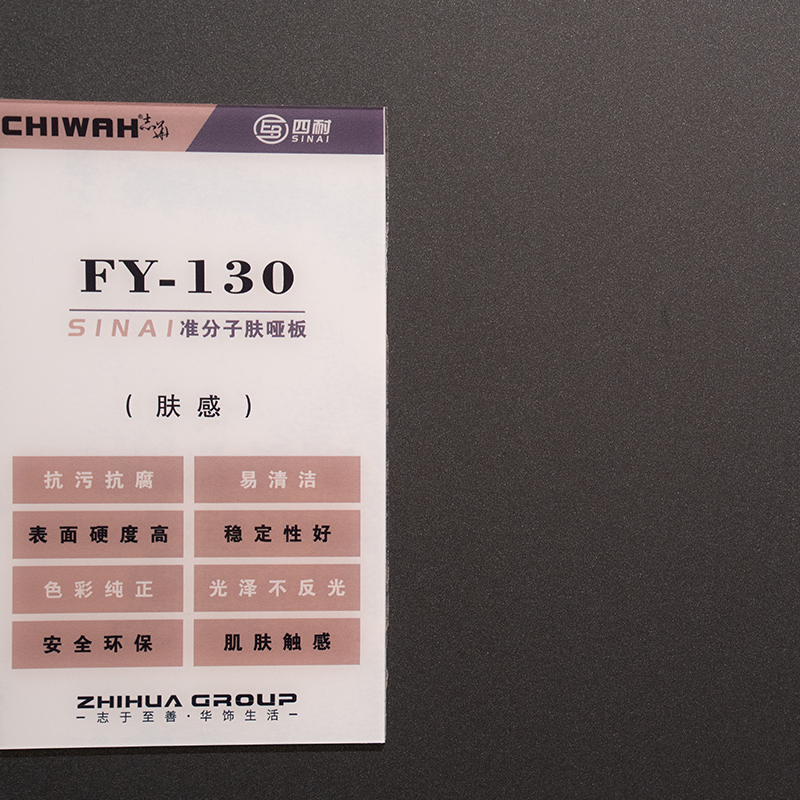 CHIWAH®志华
EB 四耐
SINAI
FY-130
SINAI准分子肤哑板
（肤感）
抗污抗腐 易清洁
表面硬度高 稳定性好
色彩纯正 光泽不反光
安全环保 肌肤触感
ZHIHUA GROUP
－志于至善·华饰生活－